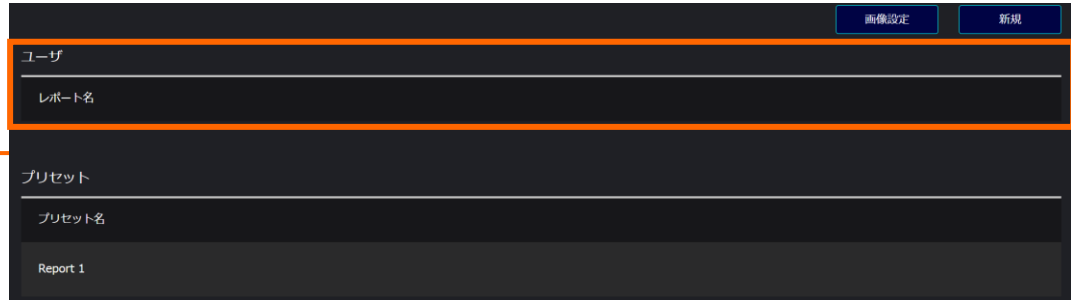 画像設定 新規
ユーザ
レポート名
プリセット
プリセット名
Report 1